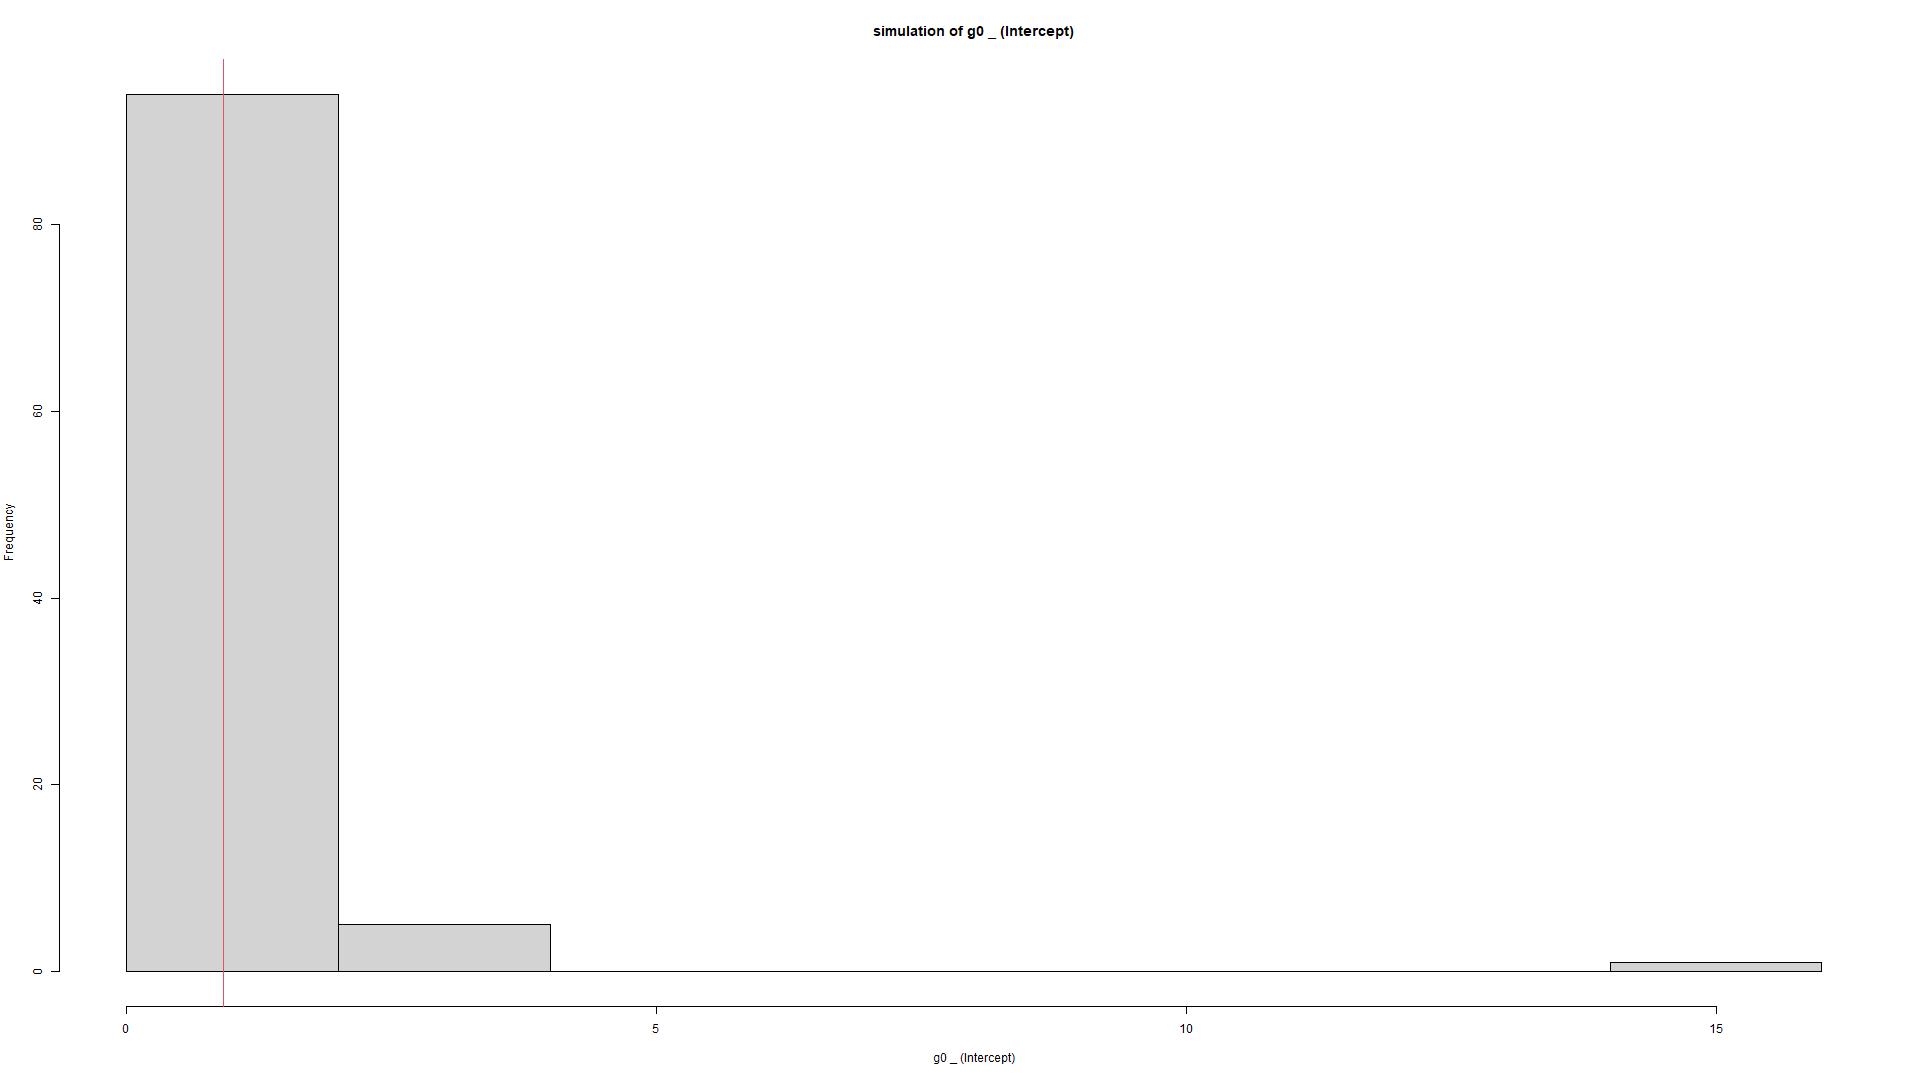 simulation of g0 _ (Intercept)
Frequency
80
60
40
20
0
0 5 10 15
g0 _ (Intercept)